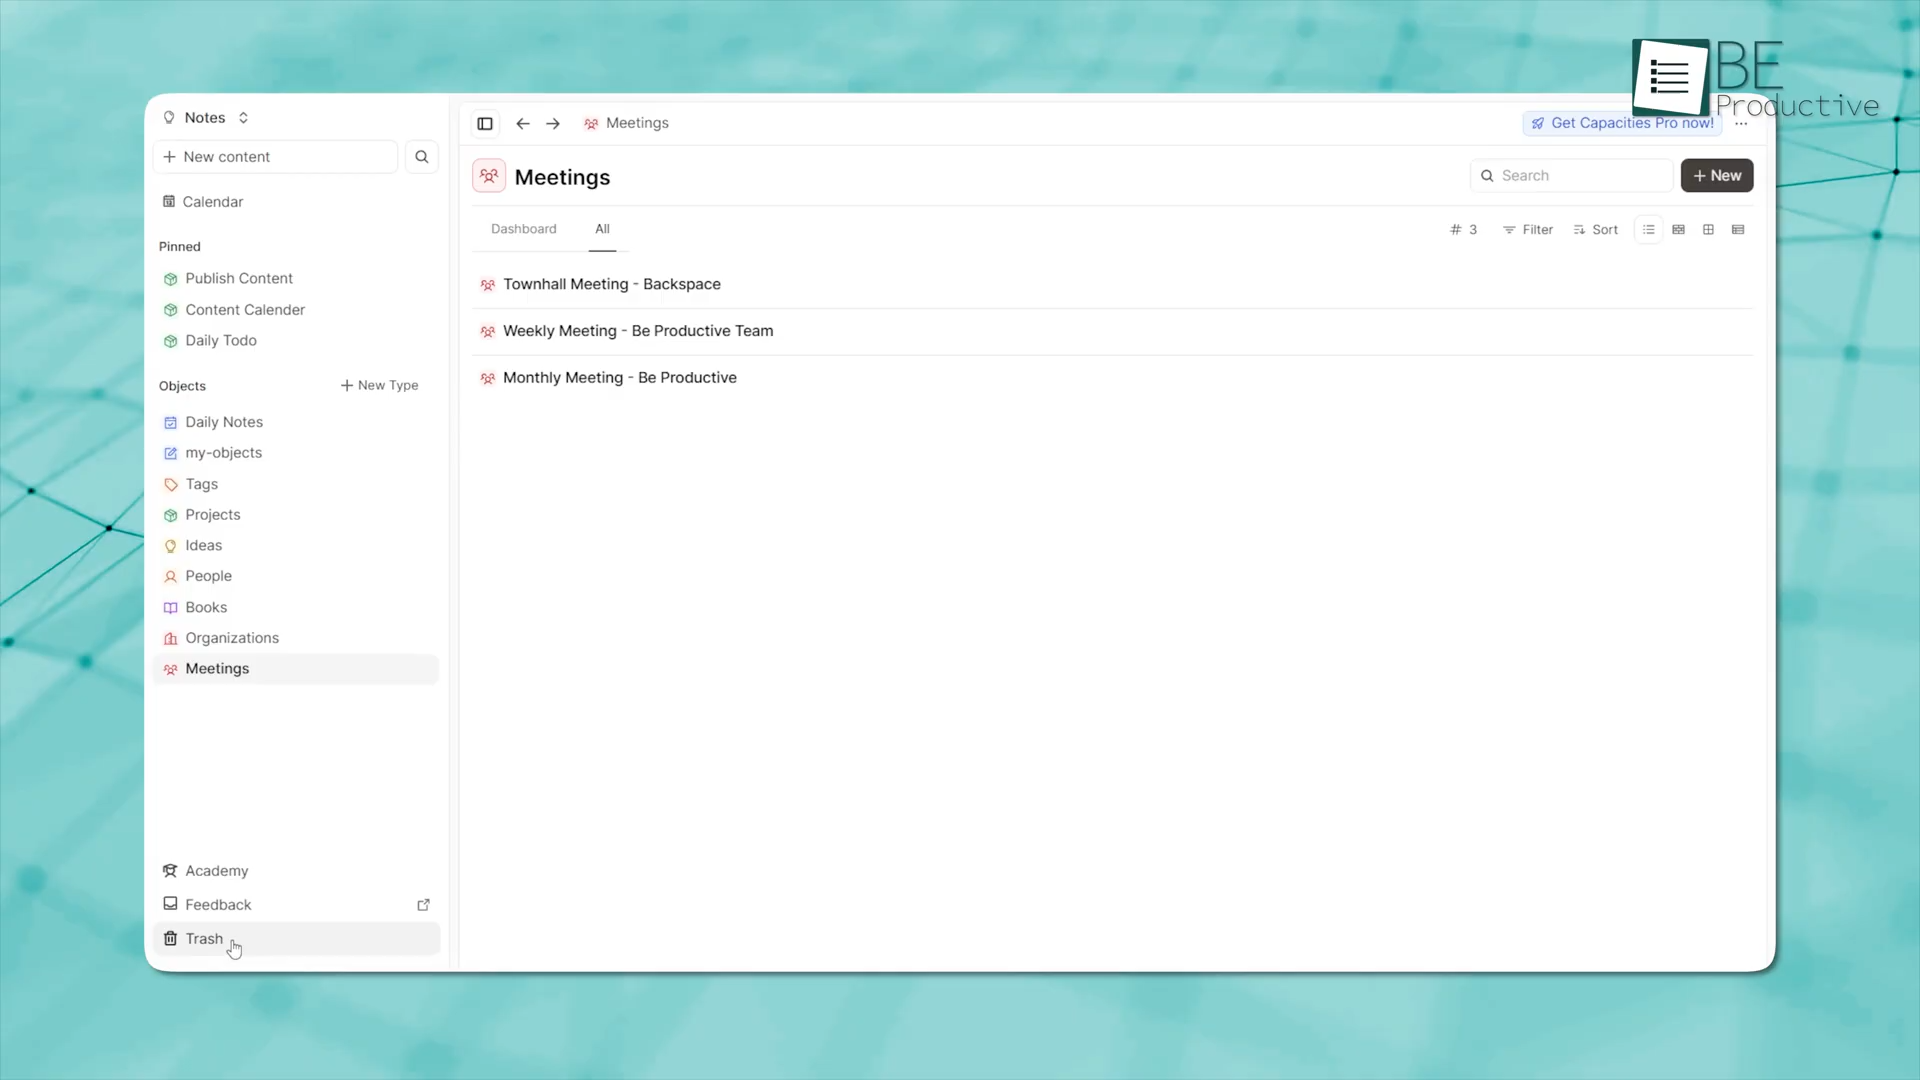 BE
Productive
Notes
New content
Calendar
Pinned
Publish Content
Content Calender
Daily Todo
Objects
New Type
Daily Notes
my-objects
Tags
Projects
Ideas
People
Books
Organizations
Meetings
Academy
Feedback
Trash
Meetings
Get Capacities Pro now!
Meetings
Search
+ New
Dashboard
All
# 3
Filter
Sort
Townhall Meeting - Backspace
Weekly Meeting - Be Productive Team
Monthly Meeting - Be Productive